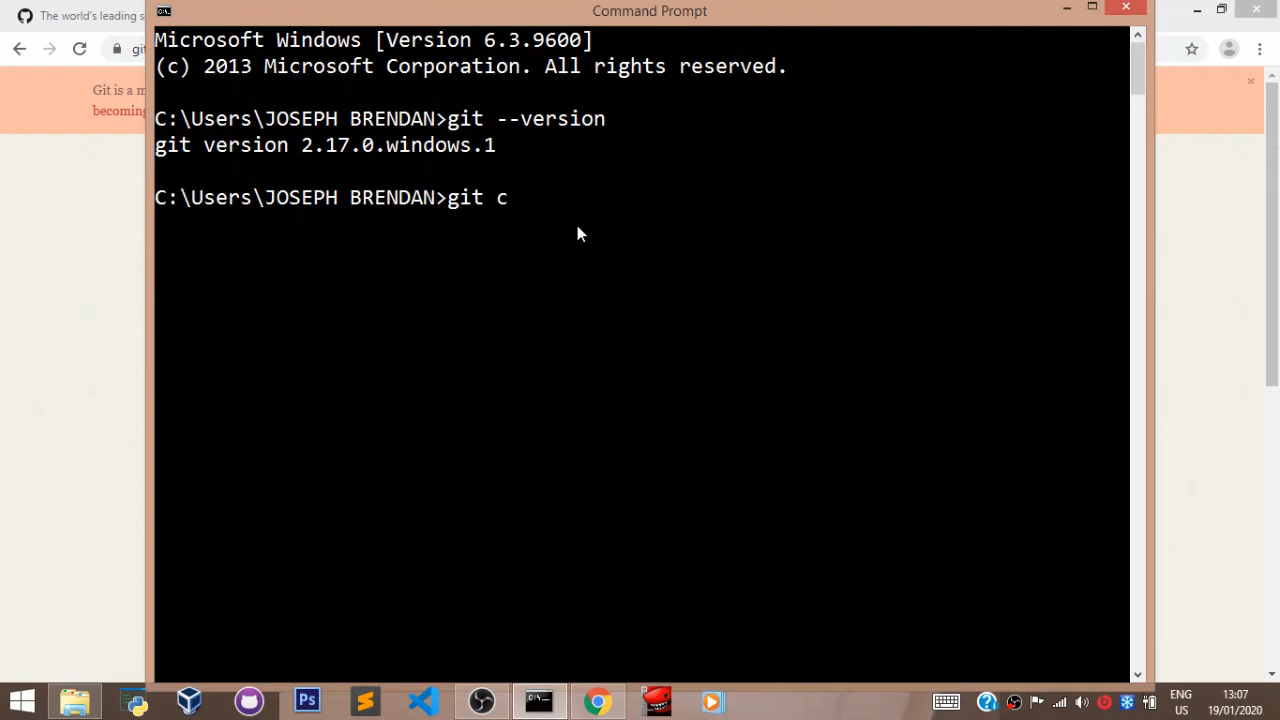 The world's leading s
Command Prompt
git
Git is a m
becoming
Microsoft Windows [Version 6.3.9600]
(c) 2013 Microsoft Corporation. All rights reserved.
C:\Users\JOSEPH BRENDAN>git --version
git version 2.17.0.windows.1
C:\Users\JOSEPH BRENDAN>git c
Ps
C:\
ENG
US
13:07
19/01/2020